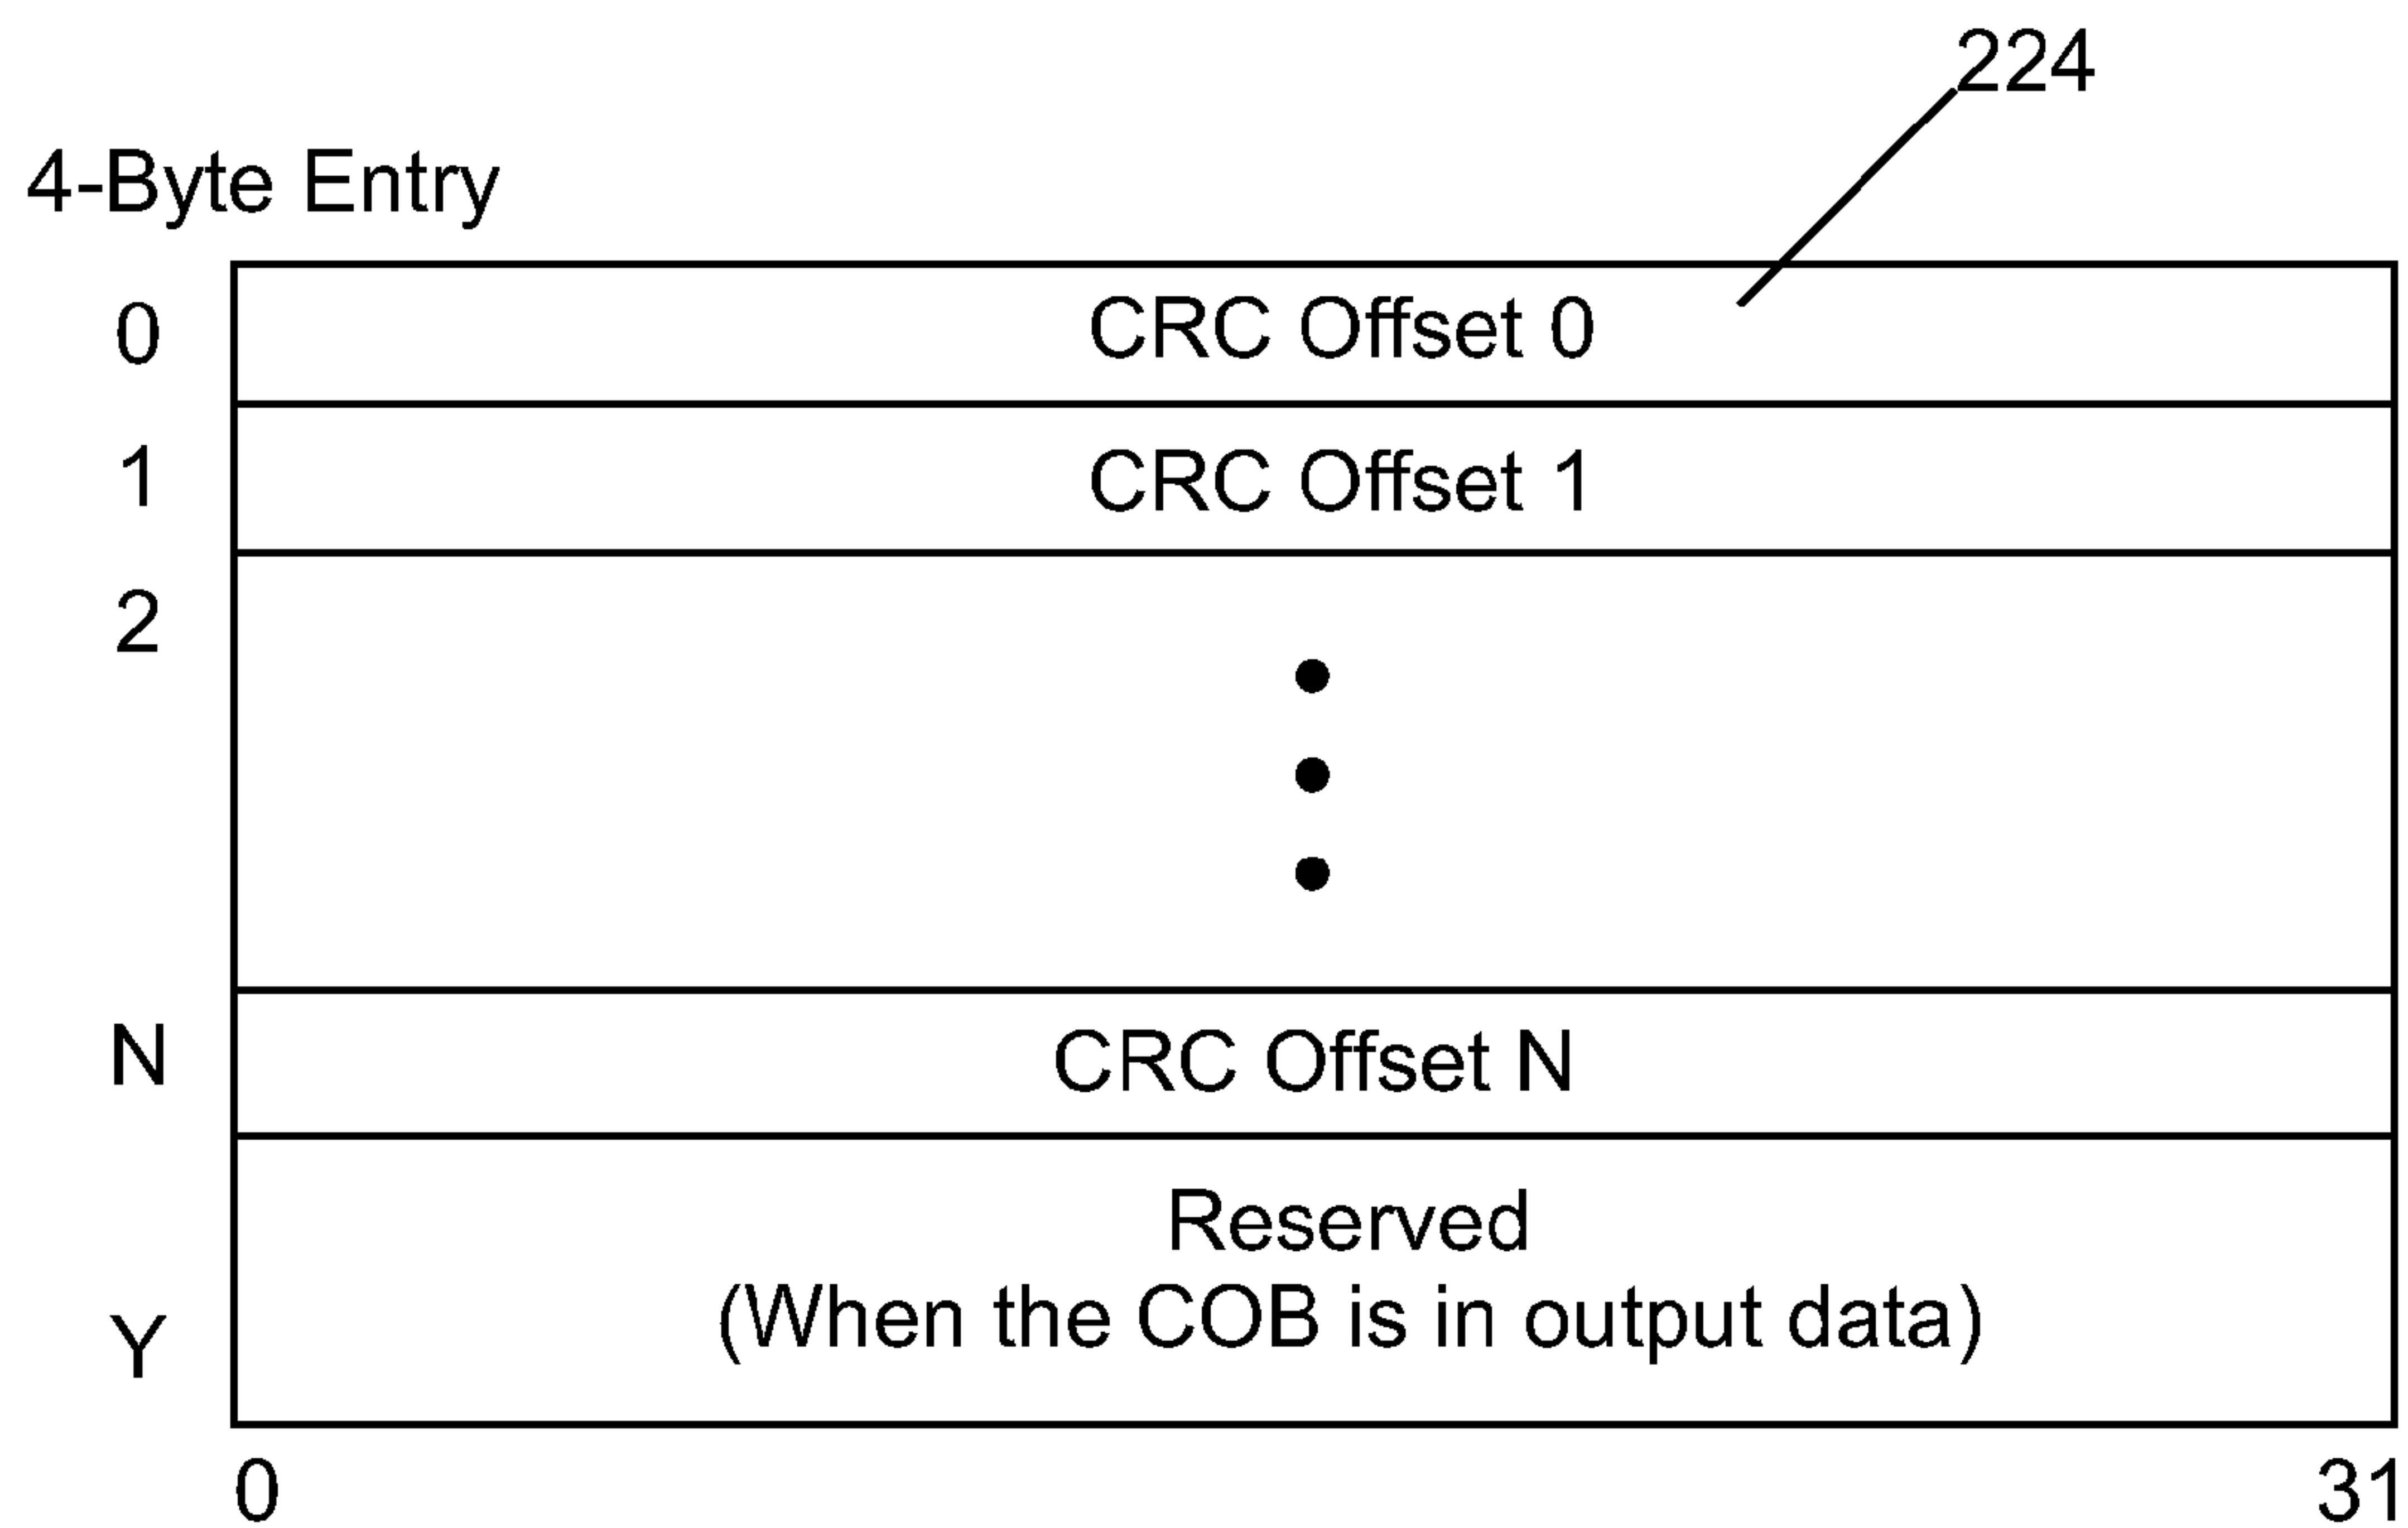 224
4-Byte Entry
0 CRC Offset 0
1 CRC Offset 1
2
N CRC Offset N
Reserved
Y (When the COB is in output data)
0 31